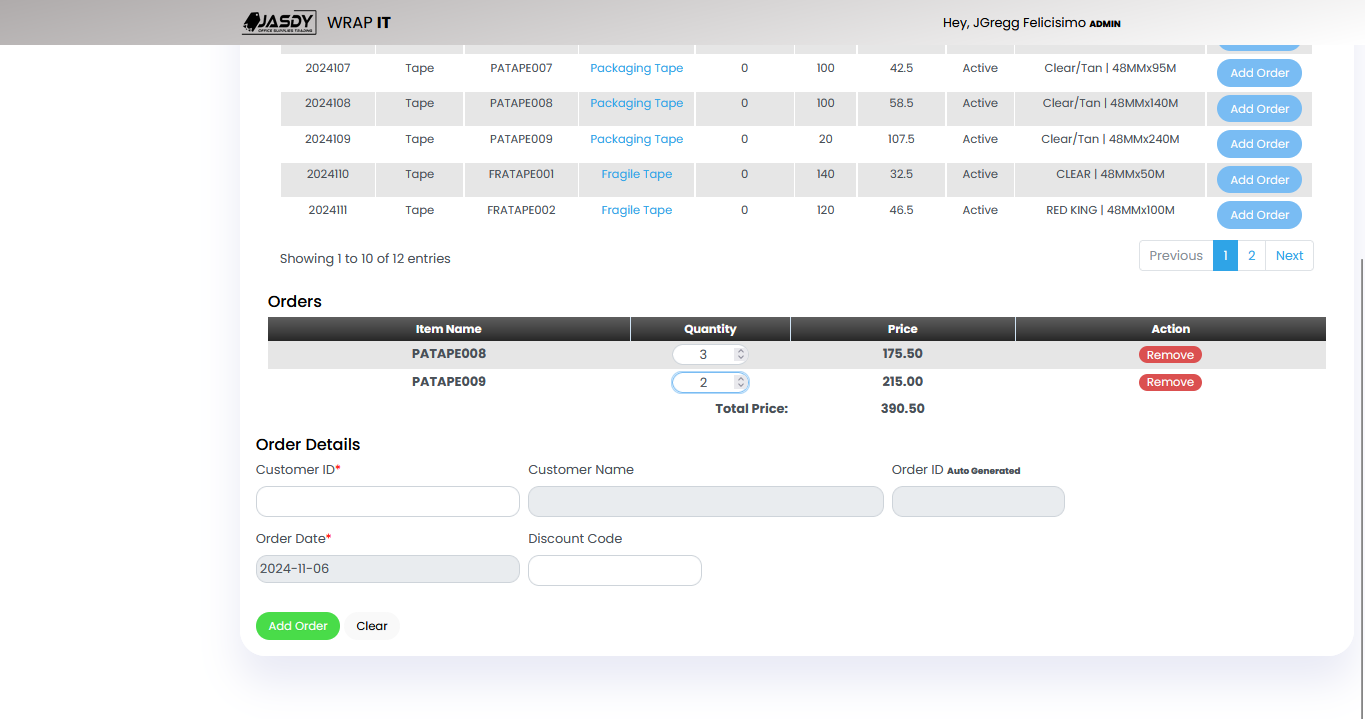 JASDY
OFFICE SUPPLIES TRADING
WRAP IT
Hey, JGregg Felicisimo ADMIN
2024107 Tape PATAPE007 Packaging Tape 0 100 42.5 Active Clear/Tan | 48MMx95M Add Order
2024108 Tape PATAPE008 Packaging Tape 0 100 58.5 Active Clear/Tan | 48MMx140M Add Order
2024109 Tape PATAPE009 Packaging Tape 0 20 107.5 Active Clear/Tan | 48MMx240M Add Order
2024110 Tape FRATAPE001 Fragile Tape 0 140 32.5 Active CLEAR | 48MMx50M Add Order
2024111 Tape FRATAPE002 Fragile Tape 0 120 46.5 Active RED KING | 48MMx100M Add Order
Showing 1 to 10 of 12 entries
Previous 1 2 Next
Orders
Item Name Quantity Price Action
PATAPE008 3 175.50 Remove
PATAPE009 2 215.00 Remove
Total Price: 390.50
Order Details
Customer ID* Customer Name Order ID Auto Generated
Order Date* Discount Code
2024-11-06
Add Order Clear